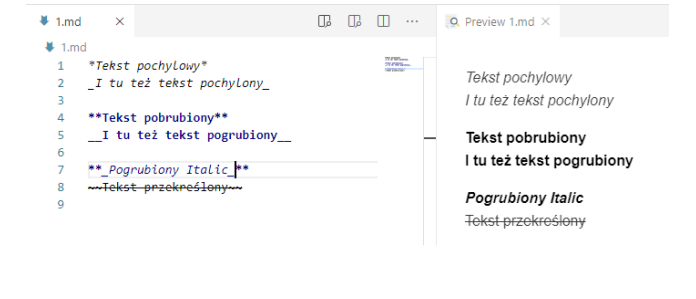 1.md ×
Preview 1.md ×
1.md
1 *Tekst pochylowy*
2 _I tu też tekst pochylony_
3
4 **Tekst pobrubiony**
5 __I tu też tekst pogrubiony__
6
7 **_Pogrubiony Italic_**
8 ~~Tekst przekreślony~~
9
Tekst pochylowy
I tu też tekst pochylony
Tekst pobrubiony
I tu też tekst pogrubiony
Pogrubiony Italic
Tekst przekreślony